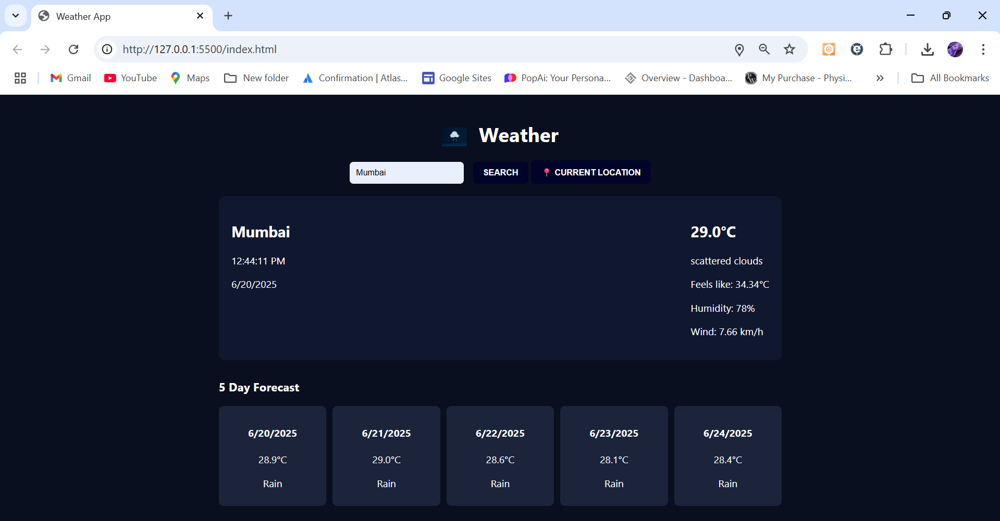 Weather App
http://127.0.0.1:5500/index.html
Gmail YouTube Maps New folder Confirmation | Atlas... Google Sites PopAi: Your Persona... Overview - Dashboa... My Purchase - Physi... » All Bookmarks
Weather
Mumbai SEARCH CURRENT LOCATION
Mumbai 29.0°C
12:44:11 PM scattered clouds
6/20/2025 Feels like: 34.34°C
Humidity: 78%
Wind: 7.66 km/h
5 Day Forecast
6/20/2025 6/21/2025 6/22/2025 6/23/2025 6/24/2025
28.9°C 29.0°C 28.6°C 28.1°C 28.4°C
Rain Rain Rain Rain Rain